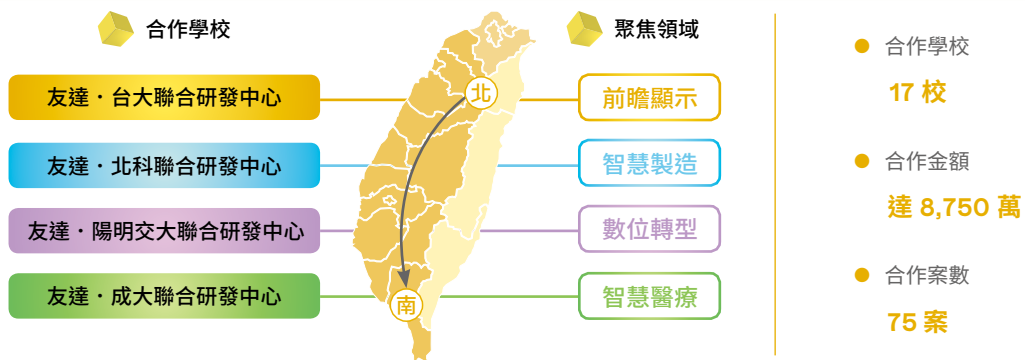 合作學校
聚焦領域
友達・台大聯合研發中心
北
前瞻顯示
友達・北科聯合研發中心
智慧製造
友達・陽明交大聯合研發中心
數位轉型
友達・成大聯合研發中心
南
智慧醫療
合作學校
17 校
合作金額
達 8,750 萬
合作案數
75 案